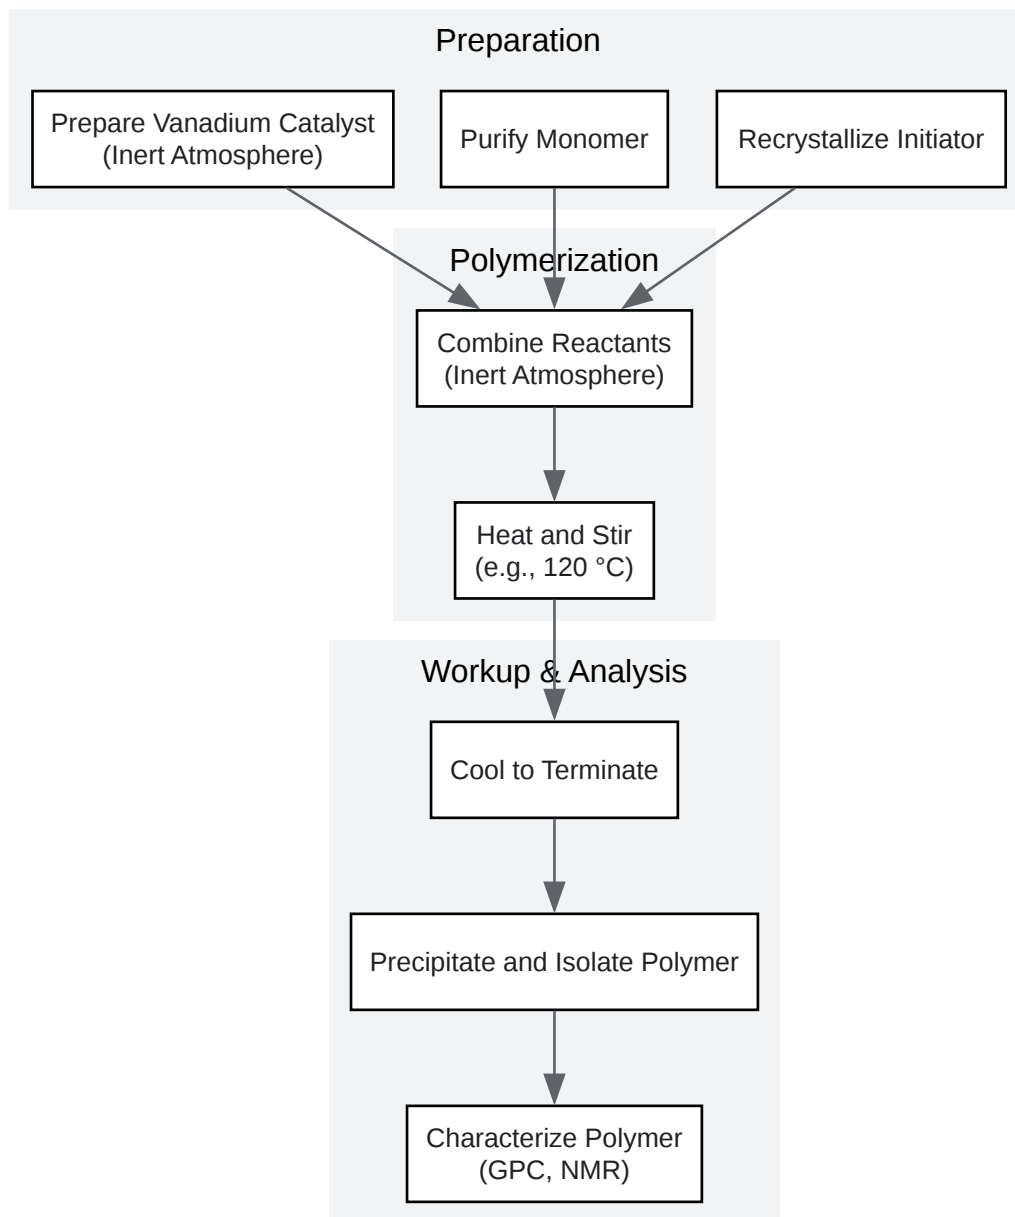 Preparation
Prepare Vanadium Catalyst
(Inert Atmosphere)
Purify Monomer
Recrystallize Initiator
Polymerization
Combine Reactants
(Inert Atmosphere)
Heat and Stir
(e.g., 120 °C)
Workup & Analysis
Cool to Terminate
Precipitate and Isolate Polymer
Characterize Polymer
(GPC, NMR)